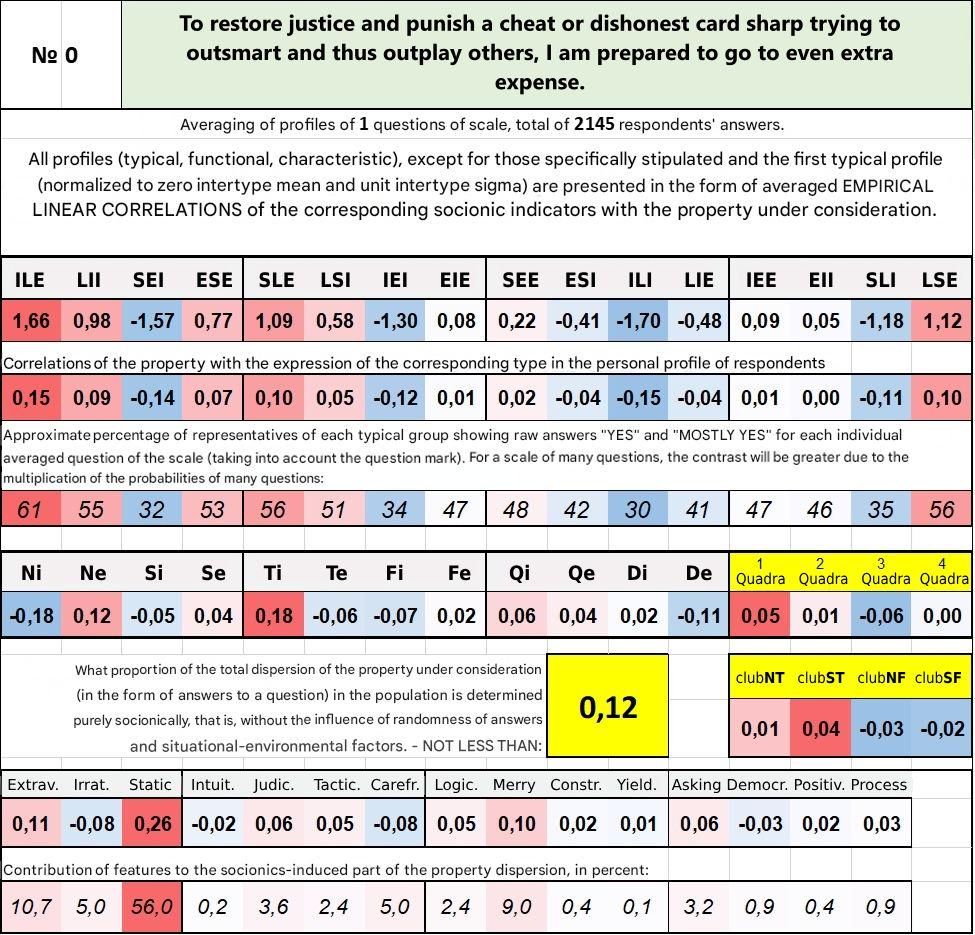 № 0
To restore justice and punish a cheat or dishonest card sharp trying to
outsmart and thus outplay others, I am prepared to go to even extra
expense.
Averaging of profiles of 1 questions of scale, total of 2145 respondents' answers.
All profiles (typical, functional, characteristic), except for those specifically stipulated and the first typical profile
(normalized to zero intertype mean and unit intertype sigma) are presented in the form of averaged EMPIRICAL
LINEAR CORRELATIONS of the corresponding socionic indicators with the property under consideration.
ILE LII SEI ESE SLE LSI IEI EIE SEE ESI ILI LIE IEE EII SLI LSE
1,66 0,98 -1,57 0,77 1,09 0,58 -1,30 0,08 0,22 -0,41 -1,70 -0,48 0,09 0,05 -1,18 1,12
Correlations of the property with the expression of the corresponding type in the personal profile of respondents
0,15 0,09 -0,14 0,07 0,10 0,05 -0,12 0,01 0,02 -0,04 -0,15 -0,04 0,01 0,00 -0,11 0,10
Approximate percentage of representatives of each typical group showing raw answers "YES" and "MOSTLY YES" for each individual
averaged question of the scale (taking into account the question mark). For a scale of many questions, the contrast will be greater due to the
multiplication of the probabilities of many questions:
61 55 32 53 56 51 34 47 48 42 30 41 47 46 35 56
Ni Ne Si Se Ti Te Fi Fe Qi Qe Di De 1 Quadra 2 Quadra 3 Quadra 4 Quadra
-0,18 0,12 -0,05 0,04 0,18 -0,06 -0,07 0,02 0,06 0,04 0,02 -0,11 0,05 0,01 -0,06 0,00
What proportion of the total dispersion of the property under consideration
(in the form of answers to a question) in the population is determined
purely socionically, that is, without the influence of randomness of answers
and situational-environmental factors. - NOT LESS THAN:
0,12
clubNT clubST clubNF clubSF
0,01 0,04 -0,03 -0,02
Extrav. Irrat. Static Intuit. Judic. Tactic. Carefr. Logic. Merry Constr. Yield. Asking Democr. Positiv. Process
0,11 -0,08 0,26 -0,02 0,06 0,05 -0,08 0,05 0,10 0,02 0,01 0,06 -0,03 0,02 0,03
Contribution of features to the socionics-induced part of the property dispersion, in percent:
10,7 5,0 56,0 0,2 3,6 2,4 5,0 2,4 9,0 0,4 0,1 3,2 0,9 0,4 0,9